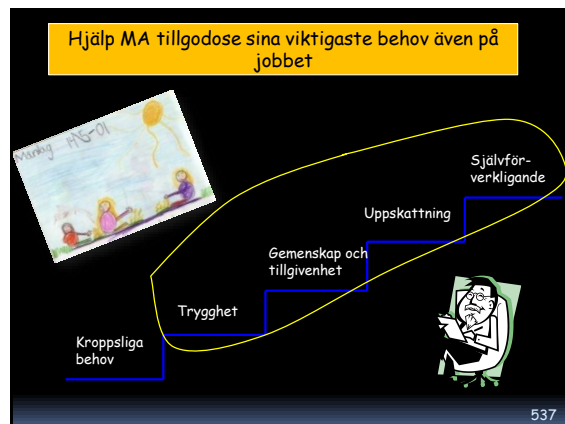 Hjälp MA tillgodose sina viktigaste behov även på
jobbet
Måndag
Självför-
verkligande
Uppskattning
Gemenskap och
tillgivenhet
Trygghet
Kroppsliga
behov
537